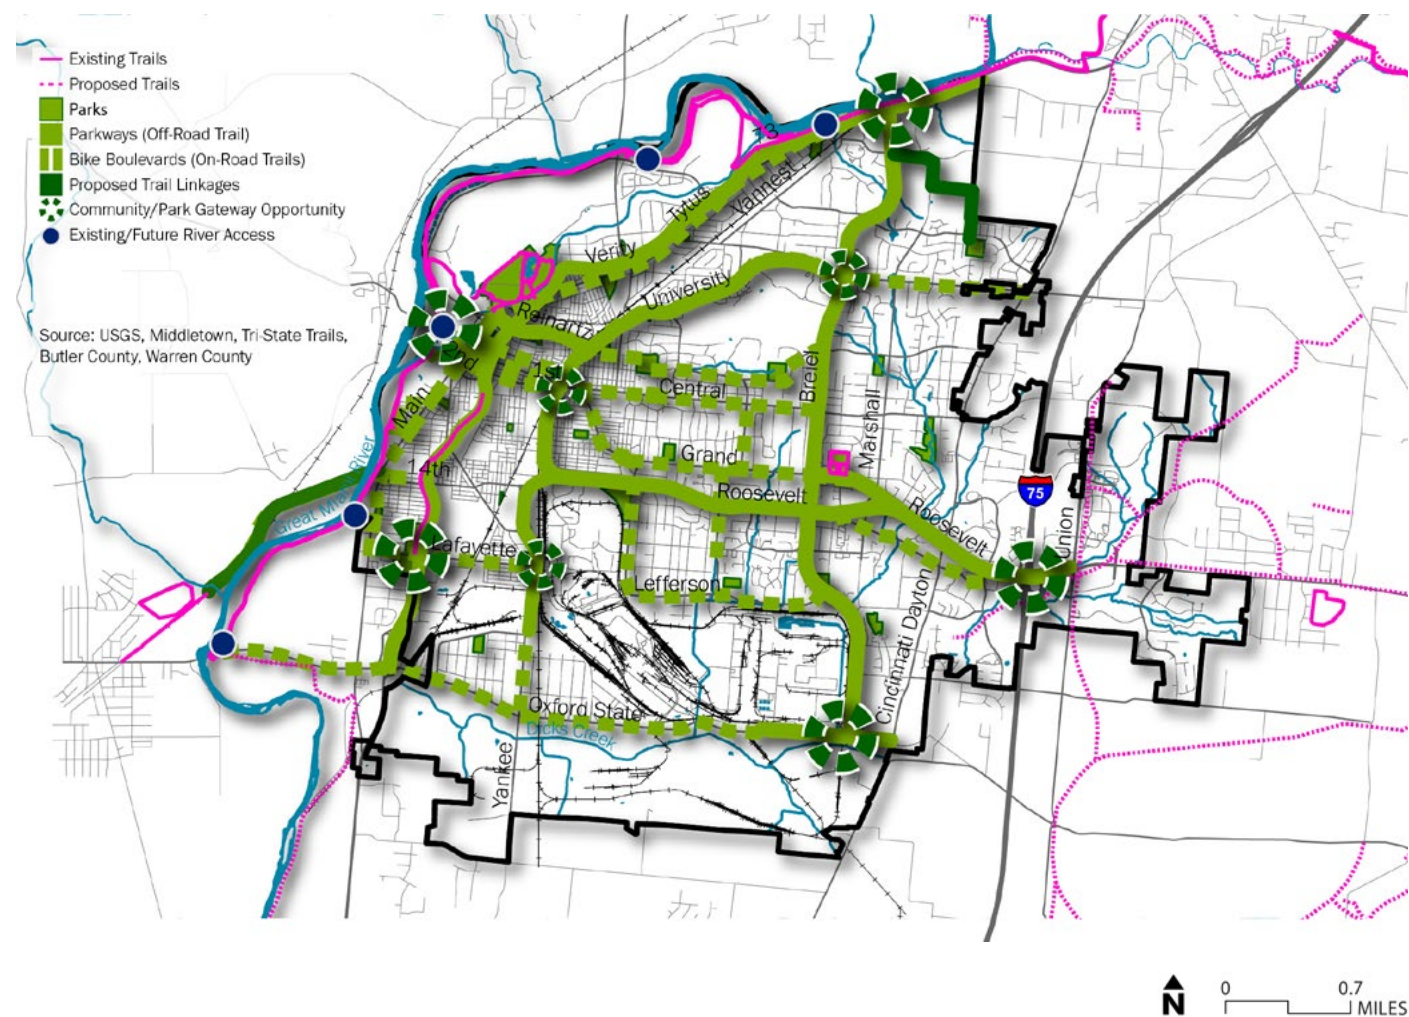 Existing Trails
Proposed Trails
Parks
Parkways (Off-Road Trail)
Bike Boulevards (On-Road Trails)
Proposed Trail Linkages
Community/Park Gateway Opportunity
Existing/Future River Access
Source: USGS, Middletown, Tri-State Trails,
Butler County, Warren County
73
Tytus
Vannest
Verity
University
Reinartz
2nd
1st
Central
Breiel
Main
Marshall
Grand
14th
Roosevelt
75
Great Miami River
Roosevelt
Union
Lafayette
Lefferson
Cincinnati Dayton
Oxford State
Dicks Creek
Yankee
N
0 0.7
MILES